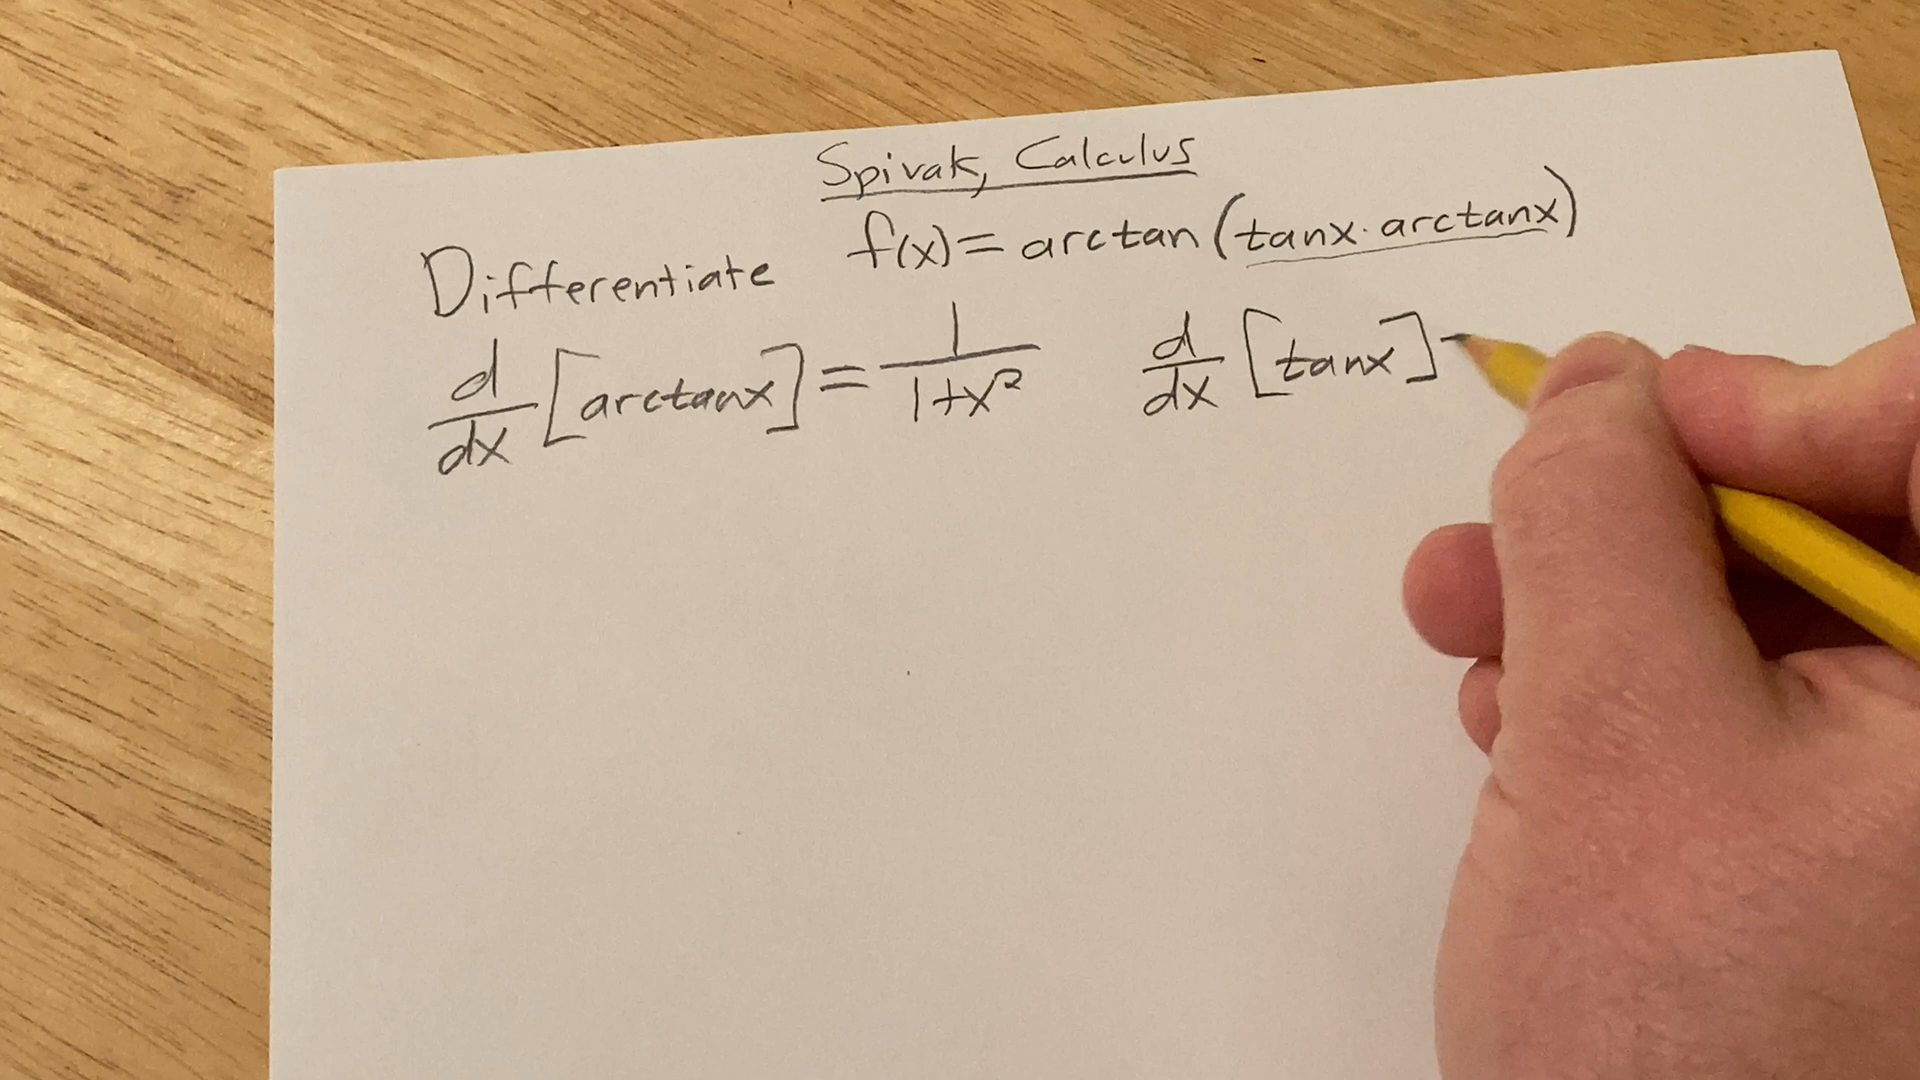 Spivak, Calculus
Differentiate f(x) = arctan (tanx · arctanx)
d/dx [arctanx] = 1/(1+x²) d/dx [tanx] -